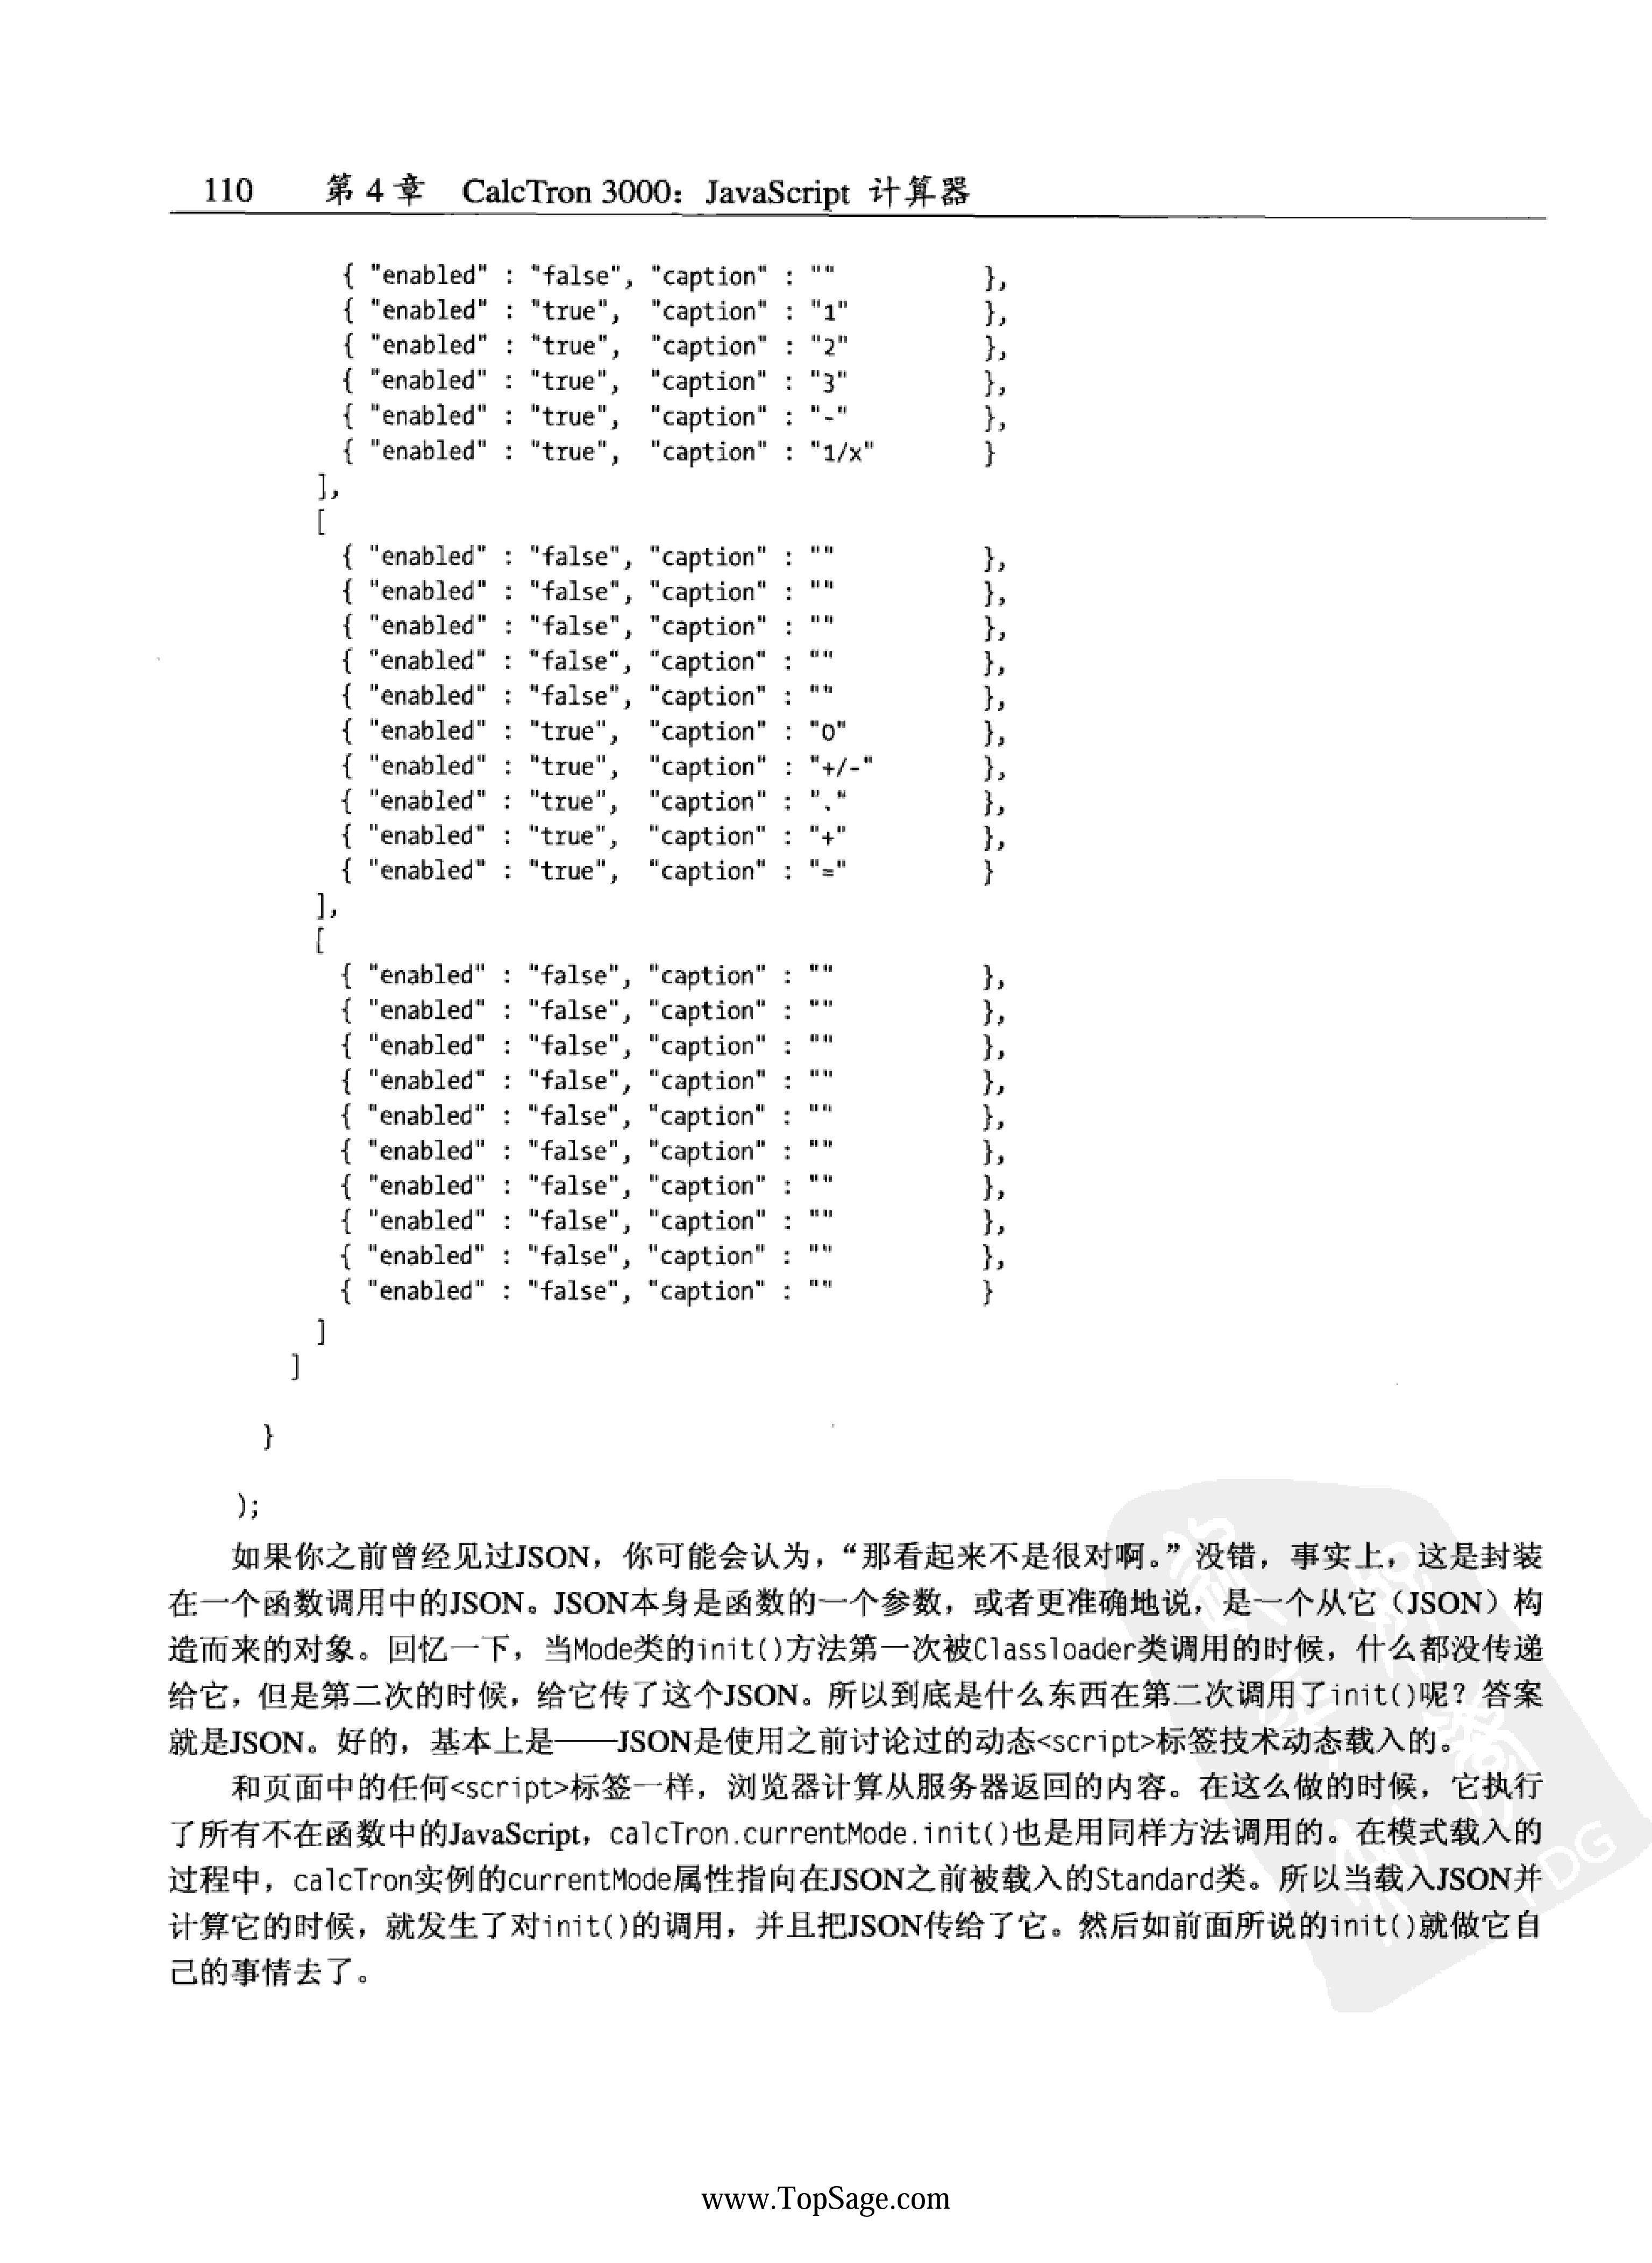 110 第 4 章 CalcTron 3000：JavaScript 计算器
{ "enabled" : "false", "caption" : "" },
{ "enabled" : "true", "caption" : "1" },
{ "enabled" : "true", "caption" : "2" },
{ "enabled" : "true", "caption" : "3" },
{ "enabled" : "true", "caption" : "-" },
{ "enabled" : "true", "caption" : "1/x" }
],
[
{ "enabled" : "false", "caption" : "" },
{ "enabled" : "false", "caption" : "" },
{ "enabled" : "false", "caption" : "" },
{ "enabled" : "false", "caption" : "" },
{ "enabled" : "false", "caption" : "" },
{ "enabled" : "true", "caption" : "0" },
{ "enabled" : "true", "caption" : "+/-" },
{ "enabled" : "true", "caption" : "." },
{ "enabled" : "true", "caption" : "+" },
{ "enabled" : "true", "caption" : "=" }
],
[
{ "enabled" : "false", "caption" : "" },
{ "enabled" : "false", "caption" : "" },
{ "enabled" : "false", "caption" : "" },
{ "enabled" : "false", "caption" : "" },
{ "enabled" : "false", "caption" : "" },
{ "enabled" : "false", "caption" : "" },
{ "enabled" : "false", "caption" : "" },
{ "enabled" : "false", "caption" : "" },
{ "enabled" : "false", "caption" : "" },
{ "enabled" : "false", "caption" : "" }
]
]
}
);
如果你之前曾经见过JSON，你可能会认为，“那看起来不是很对啊。”没错，事实上，这是封装
在一个函数调用中的JSON。JSON本身是函数的一个参数，或者更准确地说，是一个从它（JSON）构
造而来的对象。回忆一下，当Mode类的init()方法第一次被Classloader类调用的时候，什么都没传递
给它，但是第二次的时候，给它传了这个JSON。所以到底是什么东西在第二次调用了init()呢？答案
就是JSON。好的，基本上是——JSON是使用之前讨论过的动态<script>标签技术动态载入的。
和页面中的任何<script>标签一样，浏览器计算从服务器返回的内容。在这么做的时候，它执行
了所有不在函数中的JavaScript，calcTron.currentMode.init()也是用同样方法调用的。在模式载入的
过程中，calcTron实例的currentMode属性指向在JSON之前被载入的Standard类。所以当载入JSON并
计算它的时候，就发生了对init()的调用，并且把JSON传给了它。然后如前面所说的init()就做它自
己的事情去了。
PDG
www.TopSage.com